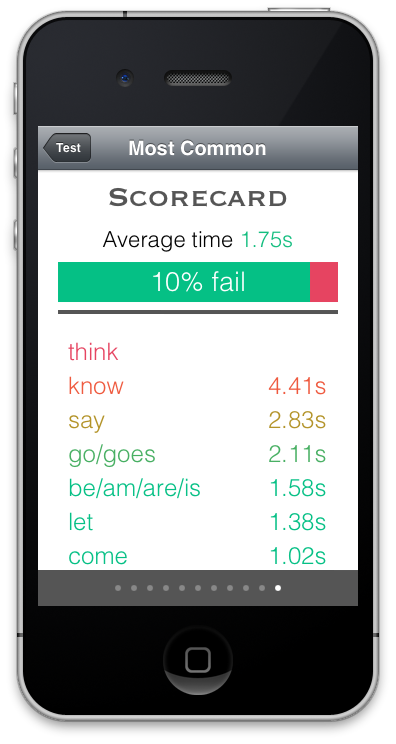 Test Most Common
SCORECARD
Average time 1.75s
10% fail
think
know 4.41s
say 2.83s
go/goes 2.11s
be/am/are/is 1.58s
let 1.38s
come 1.02s